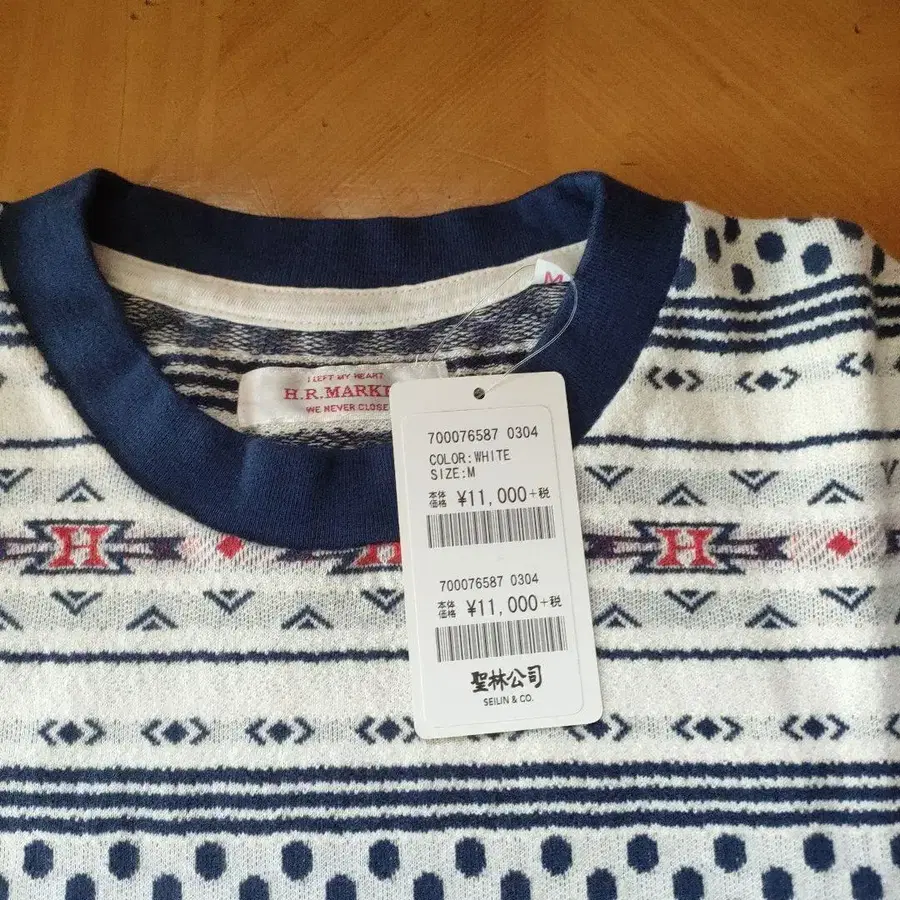 M
I LEFT MY HEART
H.R.MARKE
WE NEVER CLOSE
700076587 0304
COLOR:WHITE
SIZE:M
本体価格 ¥11,000+税
700076587 0304
本体価格 ¥11,000+税
聖林公司
SEILIN & CO.
H H H
Y